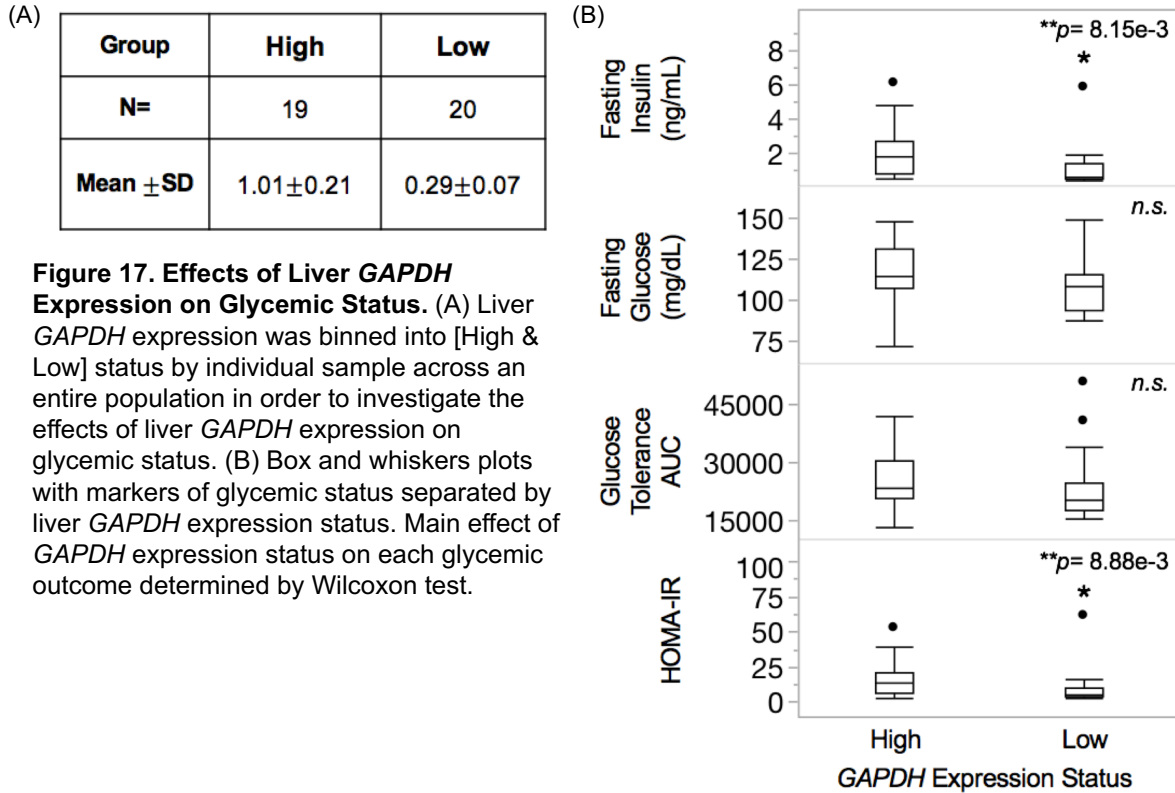 (A)
Group High Low
N= 19 20
Mean ±SD 1.01±0.21 0.29±0.07
Figure 17. Effects of Liver GAPDH
Expression on Glycemic Status. (A) Liver
GAPDH expression was binned into [High &
Low] status by individual sample across an
entire population in order to investigate the
effects of liver GAPDH expression on
glycemic status. (B) Box and whiskers plots
with markers of glycemic status separated by
liver GAPDH expression status. Main effect of
GAPDH expression status on each glycemic
outcome determined by Wilcoxon test.
(B)
Fasting
Insulin
(ng/mL)
8
6
4
2
**p= 8.15e-3
*
Fasting
Glucose
(mg/dL)
150
125
100
75
n.s.
Glucose
Tolerance
AUC
45000
30000
15000
n.s.
HOMA-IR
100
75
50
25
0
**p= 8.88e-3
*
High Low
GAPDH Expression Status